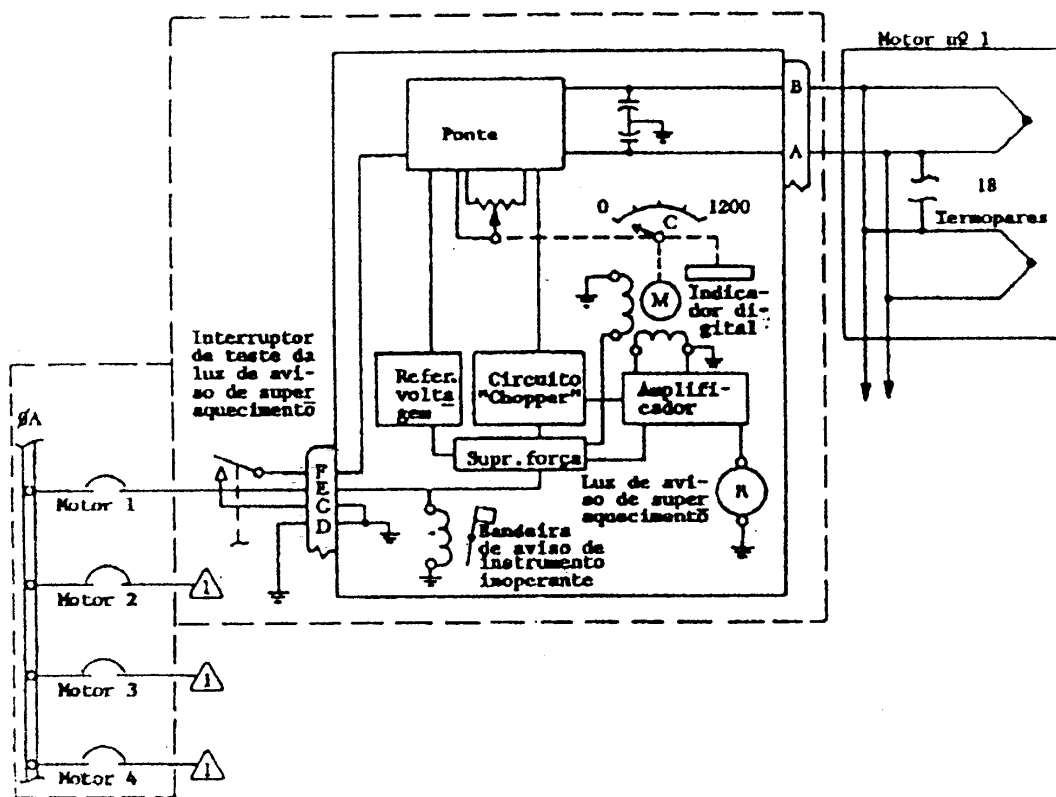 Motor nº 1
B
A
Ponte
18
Termopares
0
1200
C
M
Indica-
dor di-
gital
Interruptor
de teste da
luz de avi-
so de super
aquecimento
Refer.
voltagem
Circuito
"Chopper"
Amplifi-
cador
Supr.força
ØA
F
E
C
D
Luz de avi-
so de super
aquecimento
R
Motor 1
Bandeira
de aviso de
instrumento
inoperante
Motor 2
1
Motor 3
1
Motor 4
1